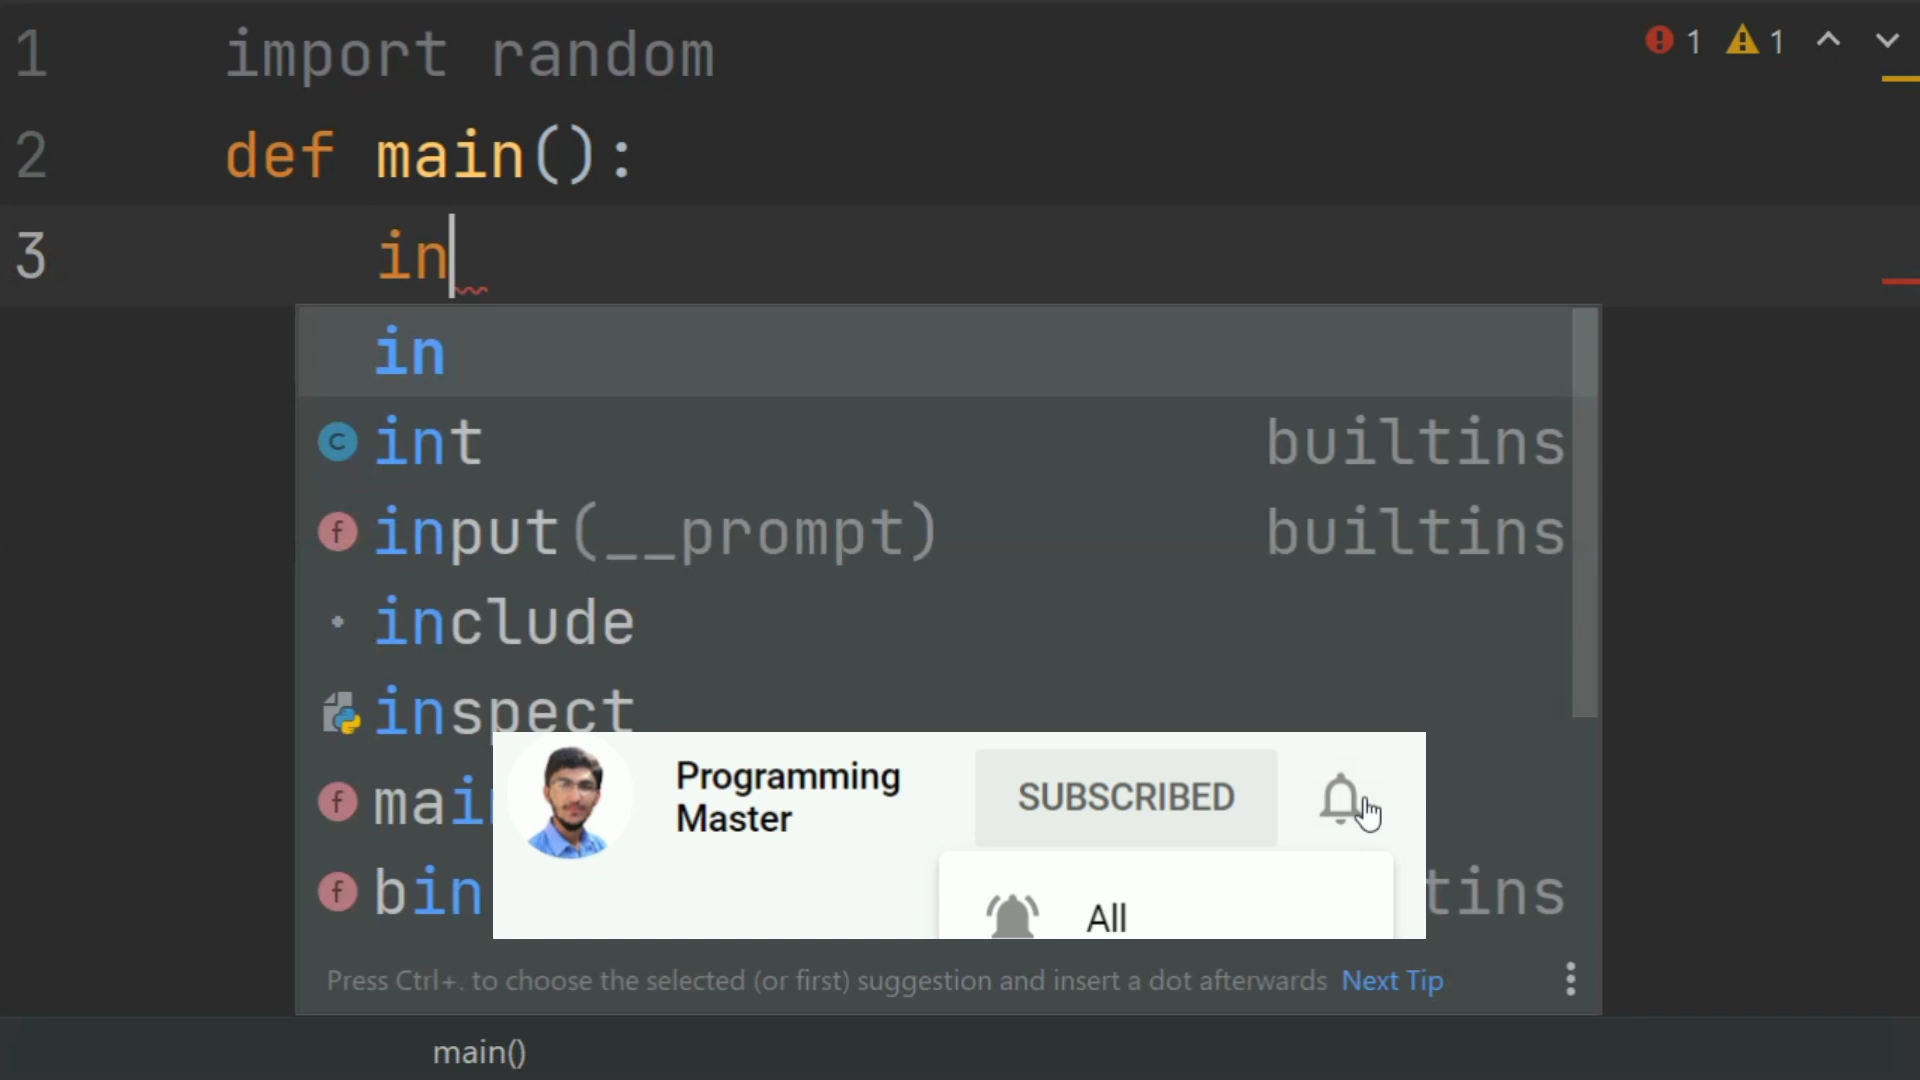 1 import random
1 1
2 def main():
3 in
in
int builtins
input(__prompt) builtins
include
inspect
mai
bin tins
Programming
Master
SUBSCRIBED
All
Press Ctrl+. to choose the selected (or first) suggestion and insert a dot afterwards Next Tip
main()